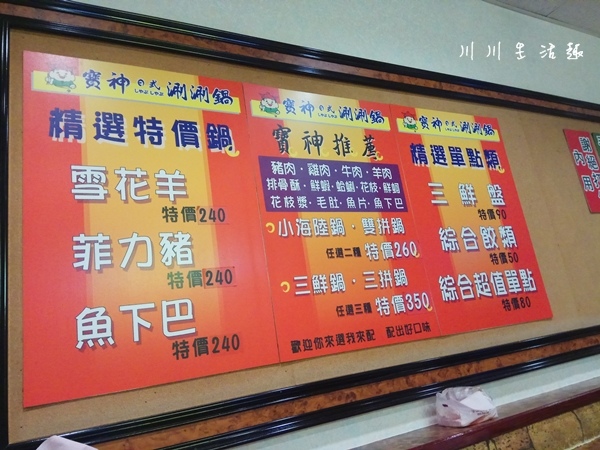 川川生活趣
寶神日式涮涮鍋
精選特價鍋
雪花羊
特價240
菲力豬
特價240
魚下巴
特價240
寶神日式涮涮鍋
寶神推薦
豬肉・雞肉・牛肉・羊肉
排骨酥・鮮蝦・蛤蜊・花枝・鮮蚵
花枝漿・毛肚・魚片・魚下巴
小海陸鍋・雙拼鍋
任選二種 特價260
三鮮鍋・三拼鍋
任選三種 特價350
歡迎你來選我來配 配出好口味
寶神日式涮涮鍋
精選單點類
三鮮盤
特價90
綜合餃類
特價50
綜合超值單點
特價80
內用
謝絕